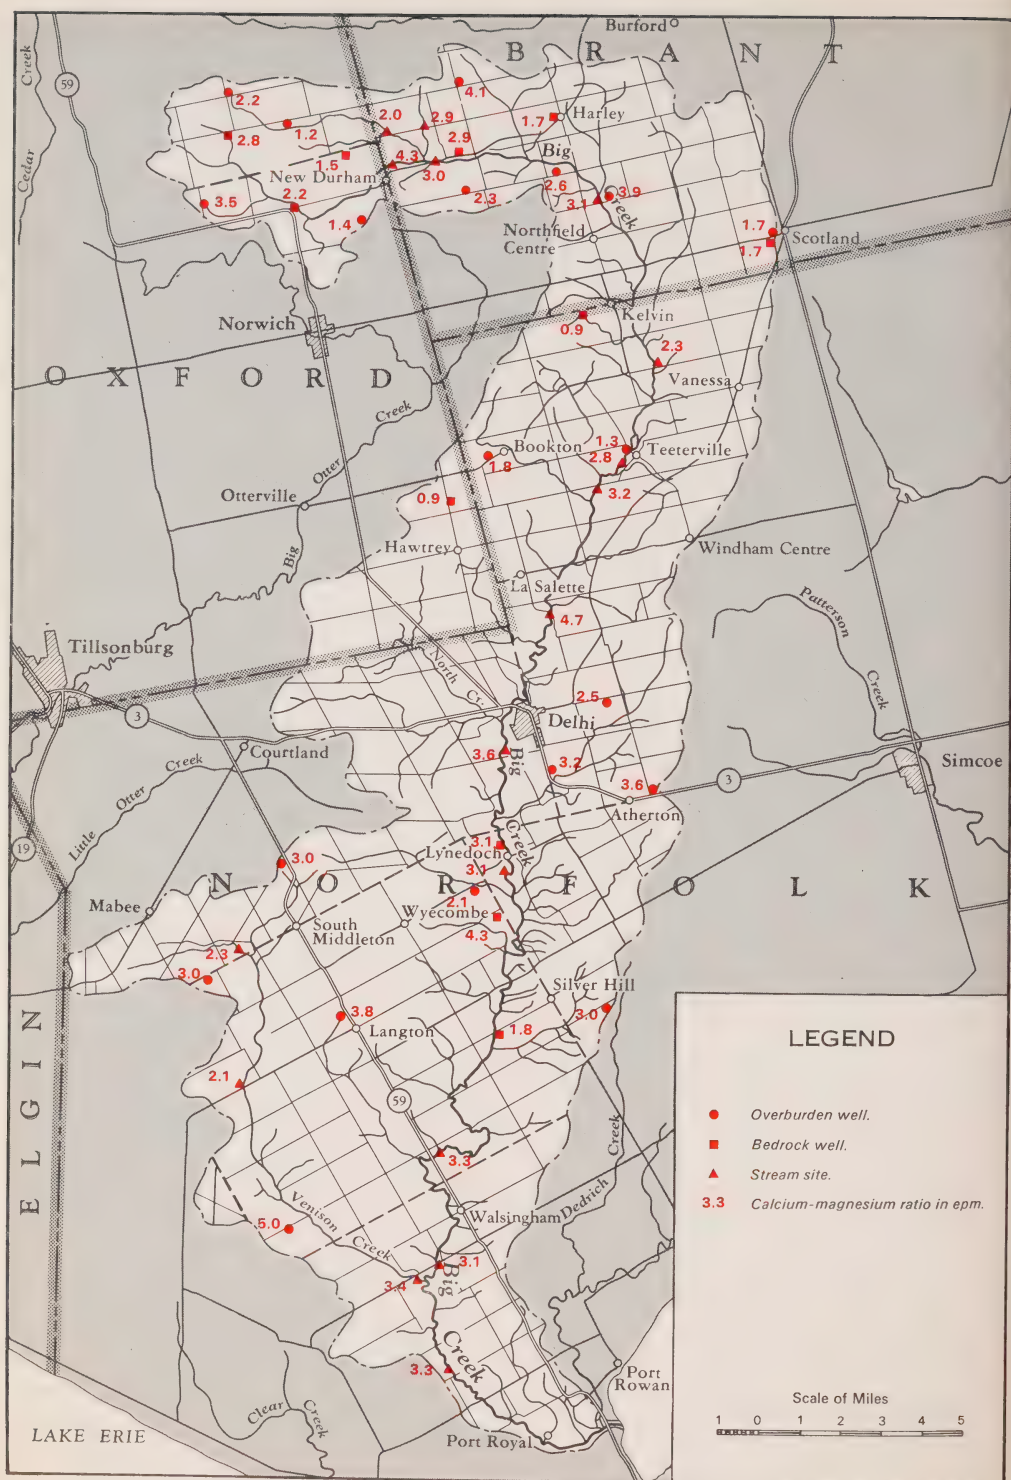 Burford
B R A N T
Creek
59
2.2
4.1
2.0
2.9
1.7
Harley
2.8
1.2
2.9
Big
Cedar
1.5
4.3
3.0
New Durham
2.6
3.5
2.2
2.3
3.1
3.9
Creek
1.4
Northfield
Centre
1.7
Scotland
1.7
Norwich
Kelvin
0.9
2.3
O X F O R D
Vanessa
Creek
Bookton
1.3
Teeterville
1.8
2.8
Otter
Otterville
0.9
3.2
Big
Hawtrey
Windham Centre
La Salette
Patterson
4.7
Tillsonburg
North
Cr.
Creek
2.5
3
Delhi
Courtland
3.6
Big
Simcoe
Creek
3.2
3
3.6
Otter
Atherton
Little
19
Creek
3.1
Lynedoch
3.0
3.1
N O R F O L K
2.1
Mabee
Wyecombe
South
Middleton
4.3
2.3
3.0
Silver Hill
3.8
3.0
Langton
1.8
ELGIN
2.1
59
Creek
3.3
Venison
Dedrich
Walsingham
5.0
Creek
3.1
Big
3.4
Creek
3.3
Port
Rowan
Clear
Creek
LAKE ERIE
Port Royal
LEGEND
Overburden well.
Bedrock well.
Stream site.
3.3 Calcium-magnesium ratio in epm.
Scale of Miles
1 0 1 2 3 4 5